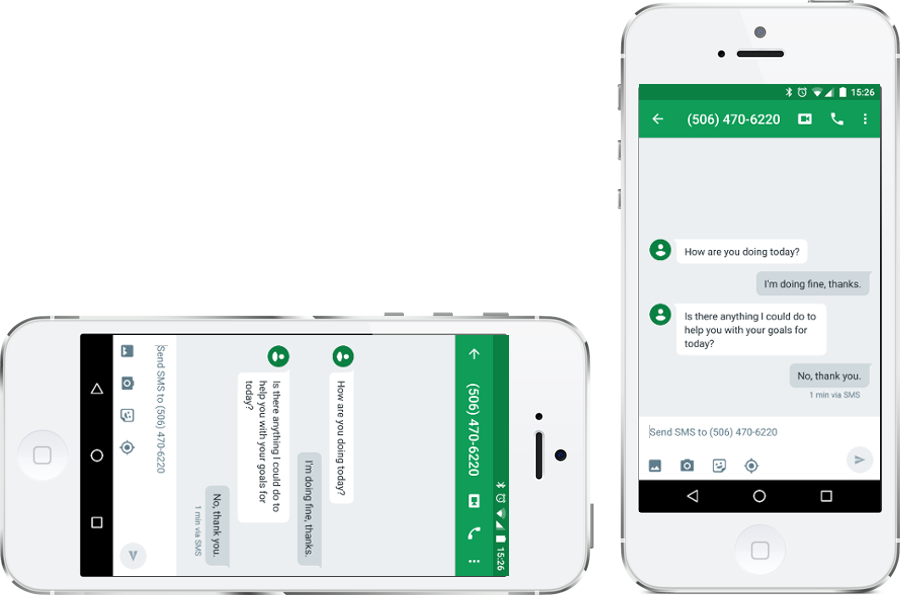 15:26
(506) 470-6220
How are you doing today?
I'm doing fine, thanks.
Is there anything I could do to
help you with your goals for
today?
No, thank you.
1 min via SMS
Send SMS to (506) 470-6220
15:26
(506) 470-6220
How are you doing today?
I'm doing fine, thanks.
Is there anything I could do to
help you with your goals for
today?
No, thank you.
1 min via SMS
Send SMS to (506) 470-6220